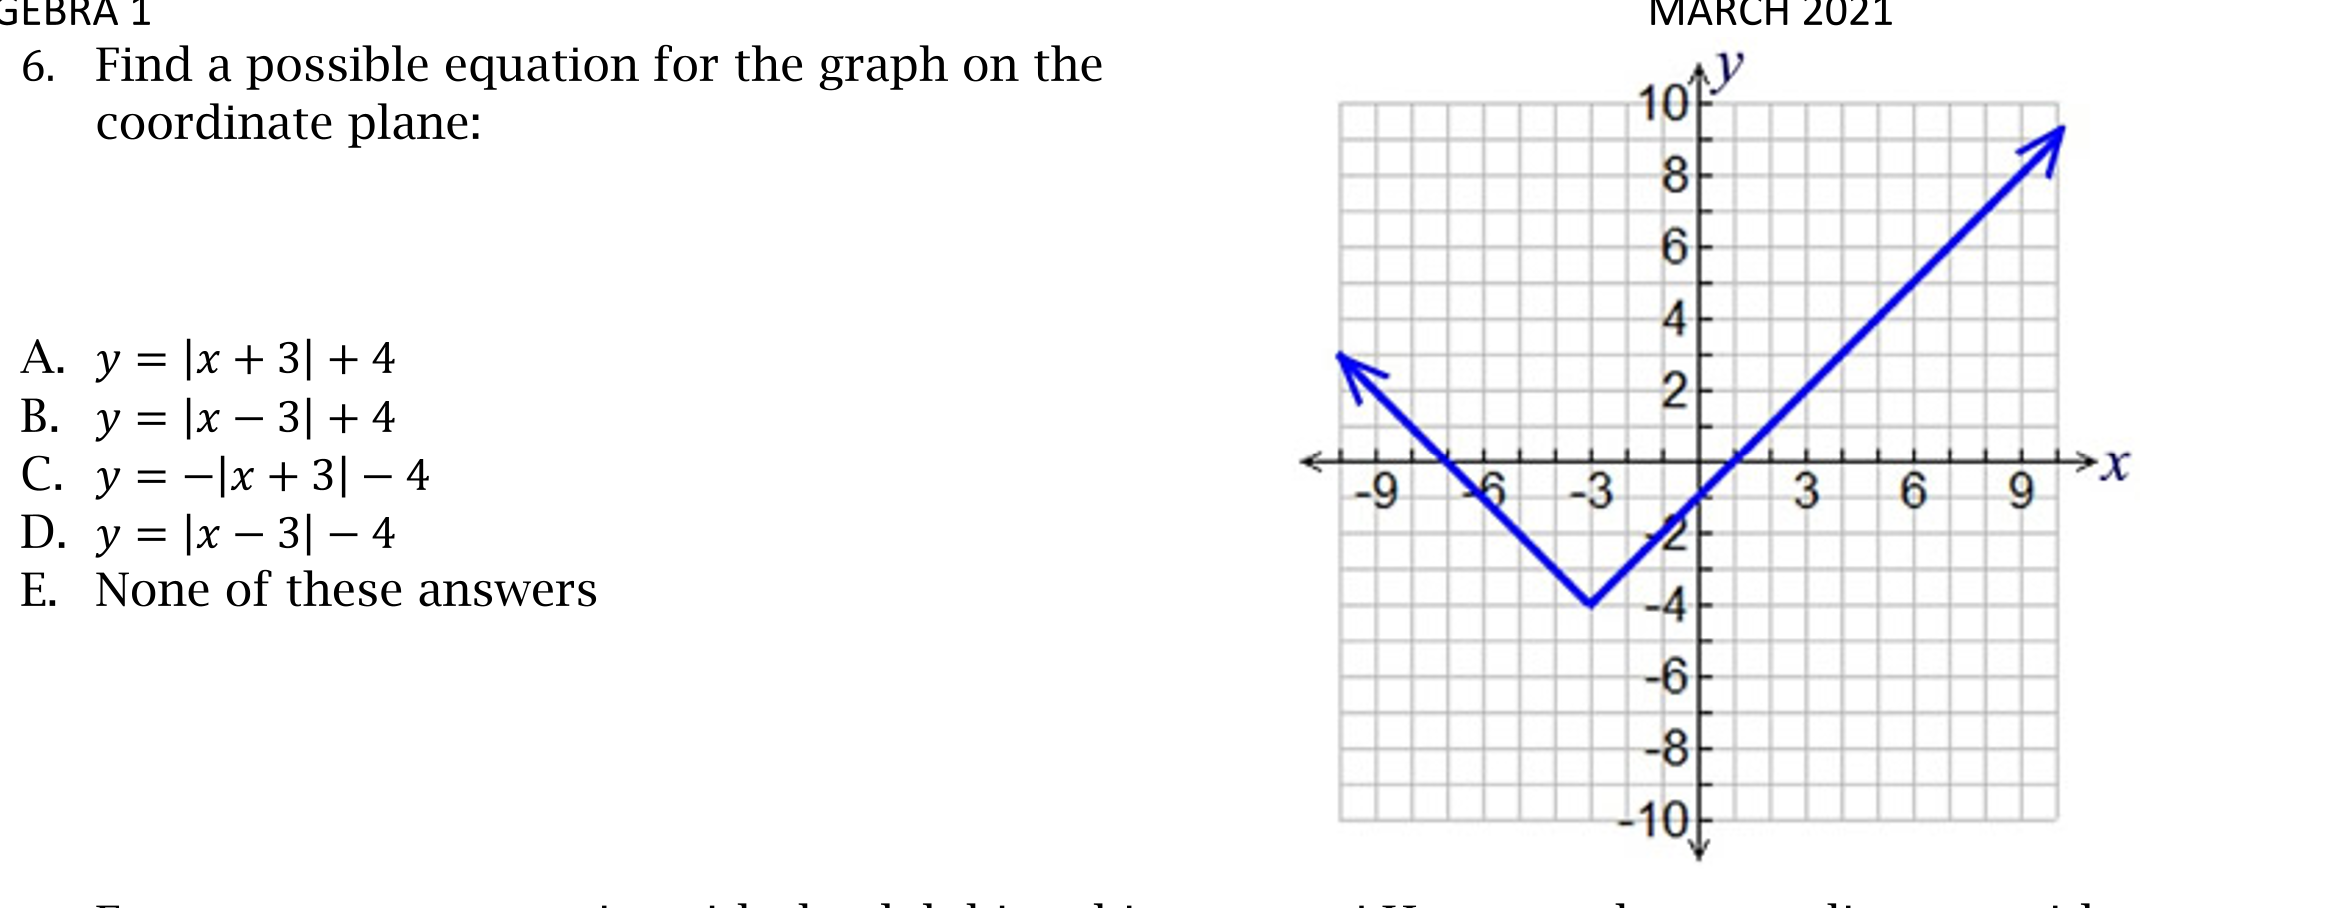 GEBRA 1
MARCH 2021
6. Find a possible equation for the graph on the
coordinate plane:
A. y = |x + 3| + 4
B. y = |x − 3| + 4
C. y = −|x + 3| − 4
D. y = |x − 3| − 4
E. None of these answers
y
10
8
6
4
2
-9 -6 -3 3 6 9 x
-2
-4
-6
-8
-10